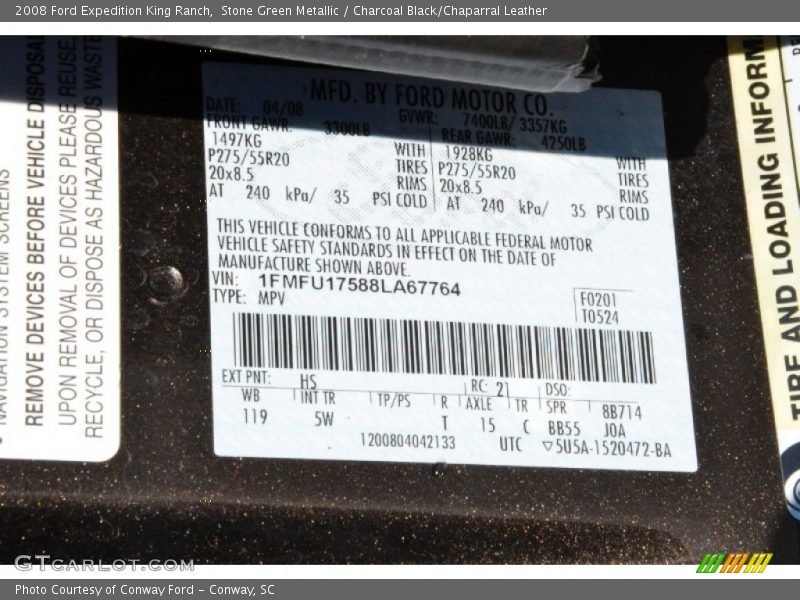 2008 Ford Expedition King Ranch,  Stone Green Metallic / Charcoal Black/Chaparral Leather
NAVIGATION SYSTEM SCREENS
REMOVE DEVICES BEFORE VEHICLE DISPOSAL
UPON REMOVAL OF DEVICES PLEASE REUSE,
RECYCLE, OR DISPOSE AS HAZARDOUS WASTE
MFD. BY FORD MOTOR CO.
DATE: 04/08 GVWR: 7400LB/ 3357KG
FRONT GAWR: 3300LB REAR GAWR: 4250LB
1497KG WITH 1928KG WITH
P275/55R20 TIRES P275/55R20 TIRES
20x8.5 RIMS 20x8.5 RIMS
AT 240 kPa/ 35 PSI COLD AT 240 kPa/ 35 PSI COLD
THIS VEHICLE CONFORMS TO ALL APPLICABLE FEDERAL MOTOR
VEHICLE SAFETY STANDARDS IN EFFECT ON THE DATE OF
MANUFACTURE SHOWN ABOVE.
VIN: 1FMFU17588LA67764
TYPE: MPV
F0201
T0524
EXT PNT: HS RC: 21 DSO:
WB INT TR TP/PS R AXLE TR SPR 8B714
119 5W T 15 C BB55 JOA
1200804042133 UTC ▽5U5A-1520472-BA
TIRE AND LOADING INFORM
GTcarlot.com
Photo Courtesy of Conway Ford - Conway, SC